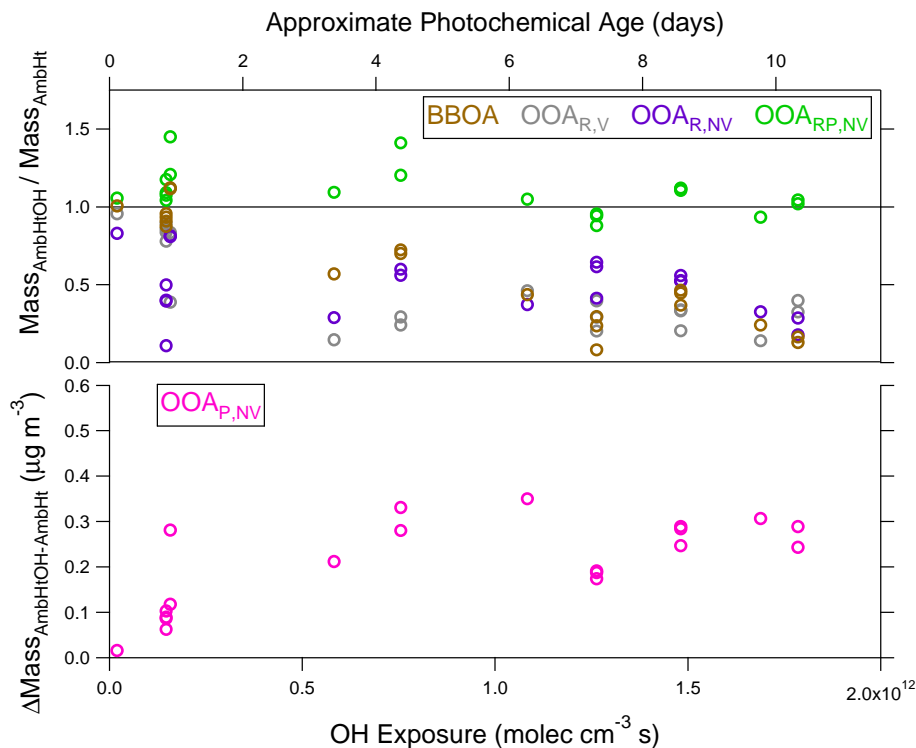 Approximate Photochemical Age (days)
0 2 4 6 8 10
BBOA OOA_R,V OOA_R,NV OOA_RP,NV
Mass_AmbHtOH / Mass_AmbHt
1.5
1.0
0.5
0.0
OOA_P,NV
ΔMass_AmbHtOH-AmbHt (µg m⁻³)
0.6
0.5
0.4
0.3
0.2
0.1
0.0
0.0 0.5 1.0 1.5 2.0x10¹²
OH Exposure (molec cm⁻³ s)